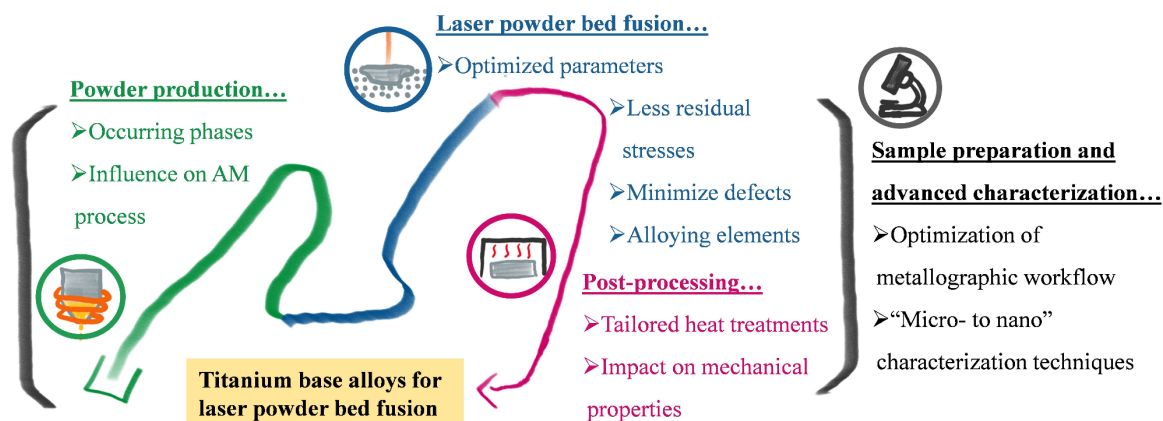 Laser powder bed fusion…
➤Optimized parameters
➤Less residual
stresses
➤Minimize defects
➤Alloying elements
Powder production…
➤Occurring phases
➤Influence on AM
process
Post-processing…
➤Tailored heat treatments
➤Impact on mechanical
properties
Titanium base alloys for
laser powder bed fusion
Sample preparation and
advanced characterization…
➤Optimization of
metallographic workflow
➤“Micro- to nano”
characterization techniques